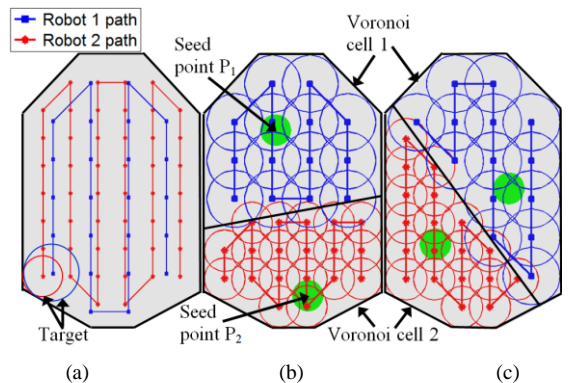 Robot 1 path
Robot 2 path
Seed
point P₁
Voronoi
cell 1
Target
Seed
point P₂
Voronoi cell 2
(a)
(b)
(c)